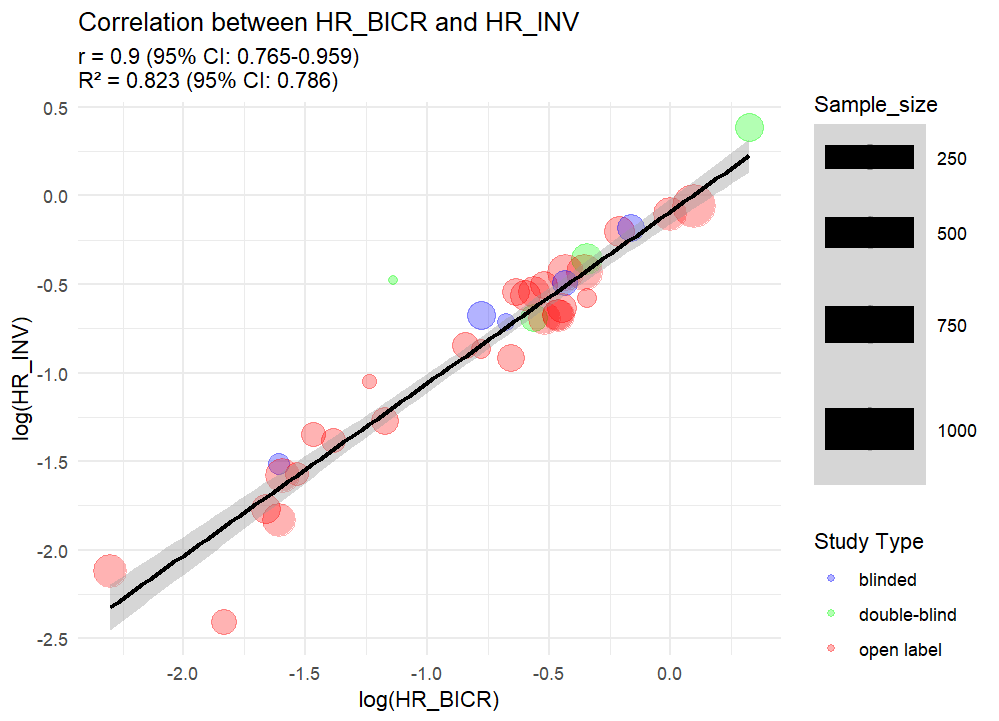 Correlation between HR_BICR and HR_INV
r = 0.9 (95% CI: 0.765-0.959)
R² = 0.823 (95% CI: 0.786)
0.5
0.0
-0.5
-1.0
-1.5
-2.0
-2.5
log(HR_INV)
-2.0
-1.5
-1.0
-0.5
0.0
log(HR_BICR)
Sample_size
250
500
750
1000
Study Type
blinded
double-blind
open label